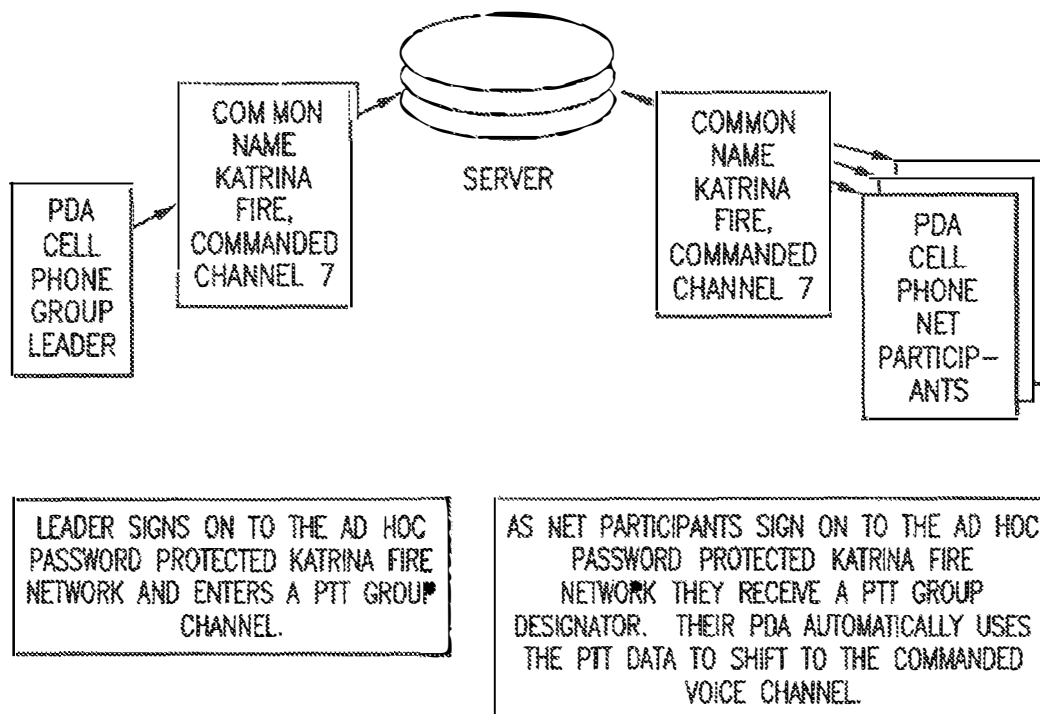 PDA
CELL
PHONE
GROUP
LEADER
COM MON
NAME
KATRINA
FIRE,
COMMANDED
CHANNEL 7
SERVER
COMMON
NAME
KATRINA
FIRE,
COMMANDED
CHANNEL 7
PDA
CELL
PHONE
NET
PARTICIP-
ANTS
LEADER SIGNS ON TO THE AD HOC
PASSWORD PROTECTED KATRINA FIRE
NETWORK AND ENTERS A PTT GROUP
CHANNEL.
AS NET PARTICIPANTS SIGN ON TO THE AD HOC
PASSWORD PROTECTED KATRINA FIRE
NETWORK THEY RECEIVE A PTT GROUP
DESIGNATOR. THEIR PDA AUTOMATICALLY USES
THE PTT DATA TO SHIFT TO THE COMMANDED
VOICE CHANNEL.